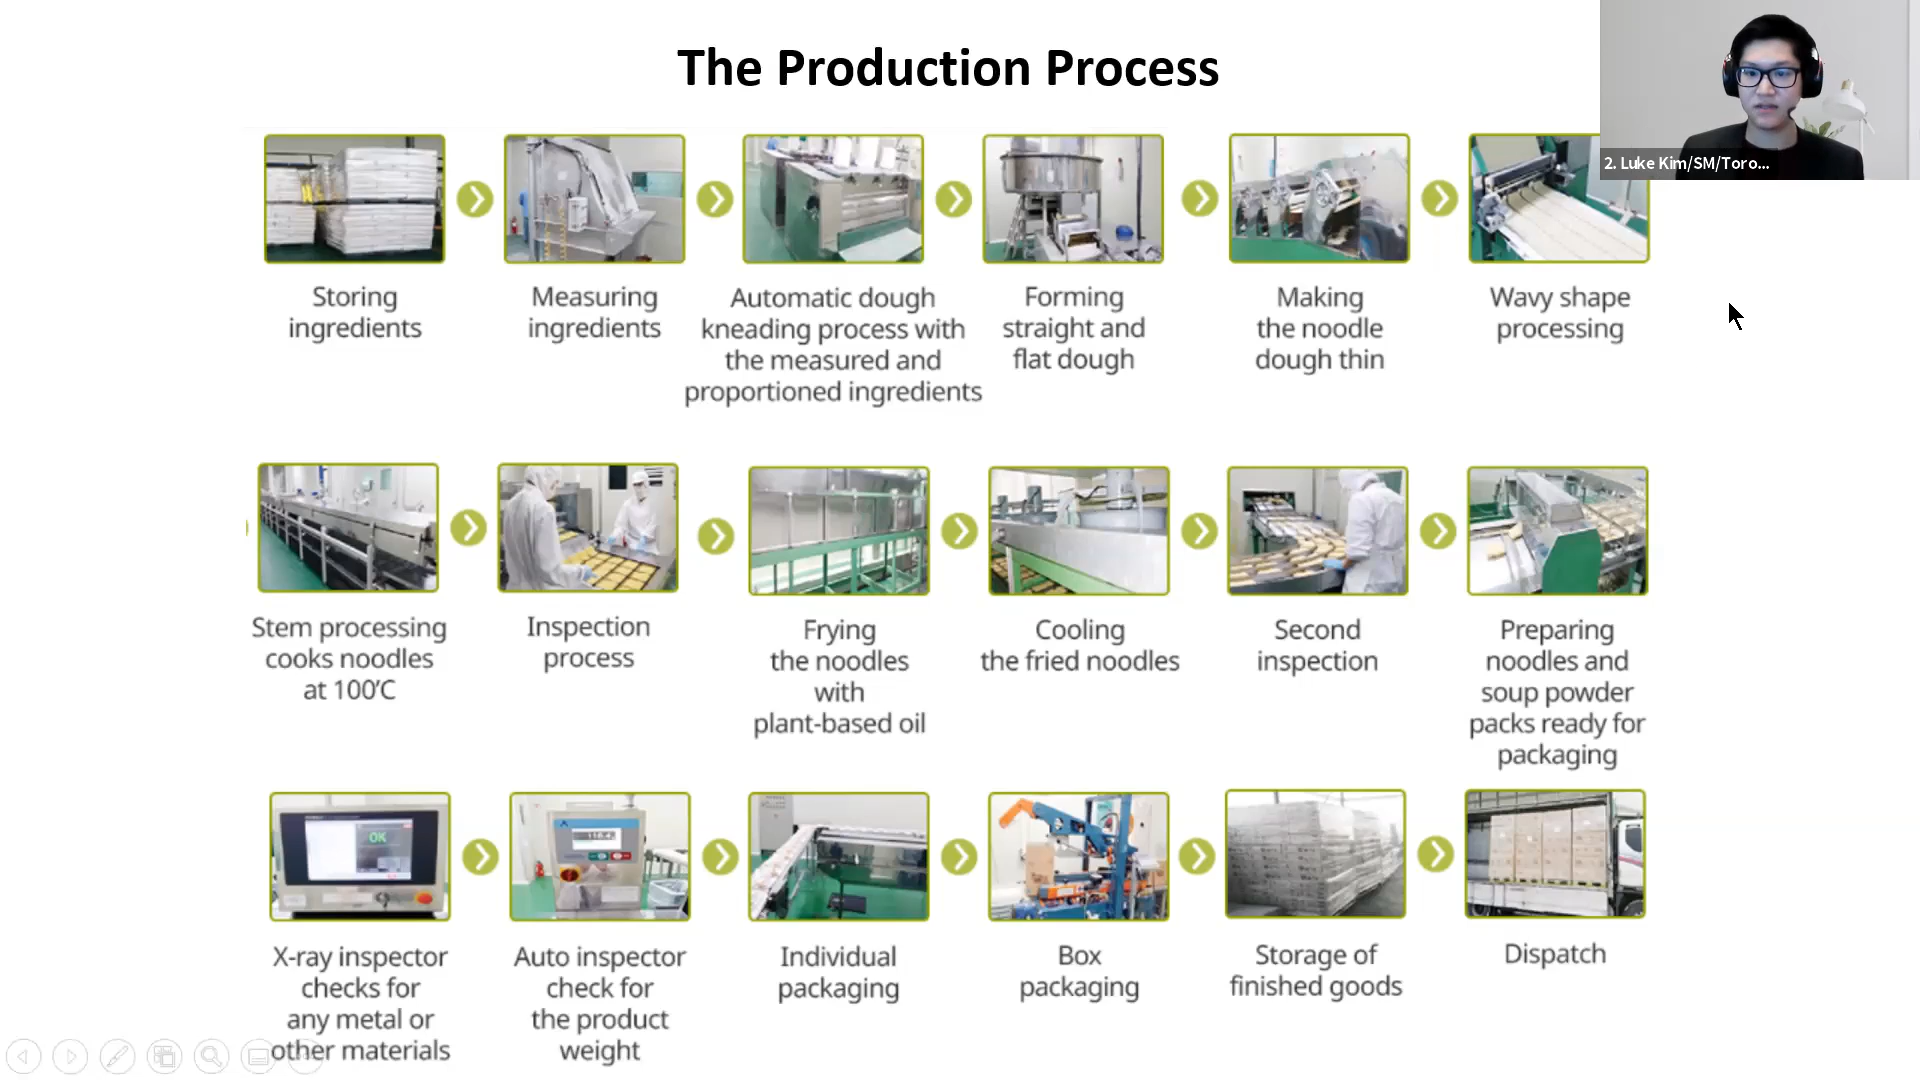 The Production Process
2. Luke Kim/SM/Toro...
Storing
ingredients
Measuring
ingredients
Automatic dough
kneading process with
the measured and
proportioned ingredients
Forming
straight and
flat dough
Making
the noodle
dough thin
Wavy shape
processing
Stem processing
cooks noodles
at 100'C
Inspection
process
Frying
the noodles
with
plant-based oil
Cooling
the fried noodles
Second
inspection
Preparing
noodles and
soup powder
packs ready for
packaging
OK
X-ray inspector
checks for
any metal or
other materials
Auto inspector
check for
the product
weight
Individual
packaging
Box
packaging
Storage of
finished goods
Dispatch